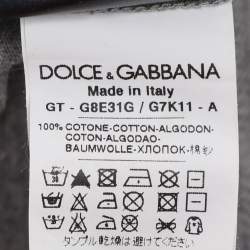 DOLCE & GABBANA
Made in Italy
GT - G8E31G / G7K11 - A
100% COTONE-COTTON-ALGODON-
COTON-ALGODAO-
BAUMWOLLE-ХЛОПОК-棉
30
タンブル乾燥は避けてください